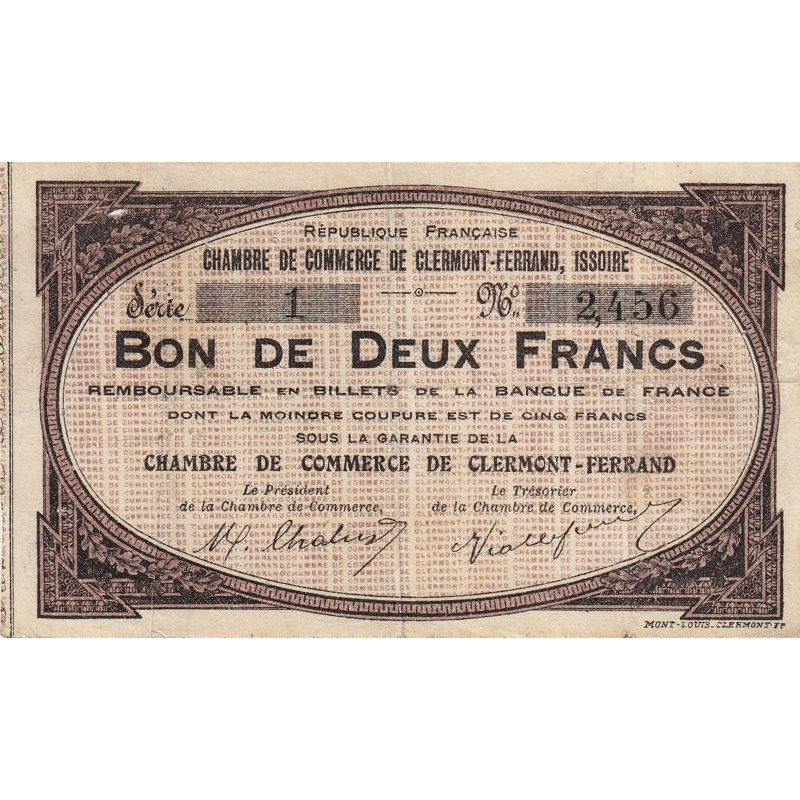 RÉPUBLIQUE FRANÇAISE
CHAMBRE DE COMMERCE DE CLERMONT-FERRAND, ISSOIRE
Série 1 No. 2,456
BON DE DEUX FRANCS
REMBOURSABLE EN BILLETS DE LA BANQUE DE FRANCE
DONT LA MOINDRE COUPURE EST DE CINQ FRANCS
SOUS LA GARANTIE DE LA
CHAMBRE DE COMMERCE DE CLERMONT-FERRAND
Le Président Le Trésorier
de la Chambre de Commerce, de la Chambre de Commerce,
MONT-LOUIS_CLERMONT-Fd